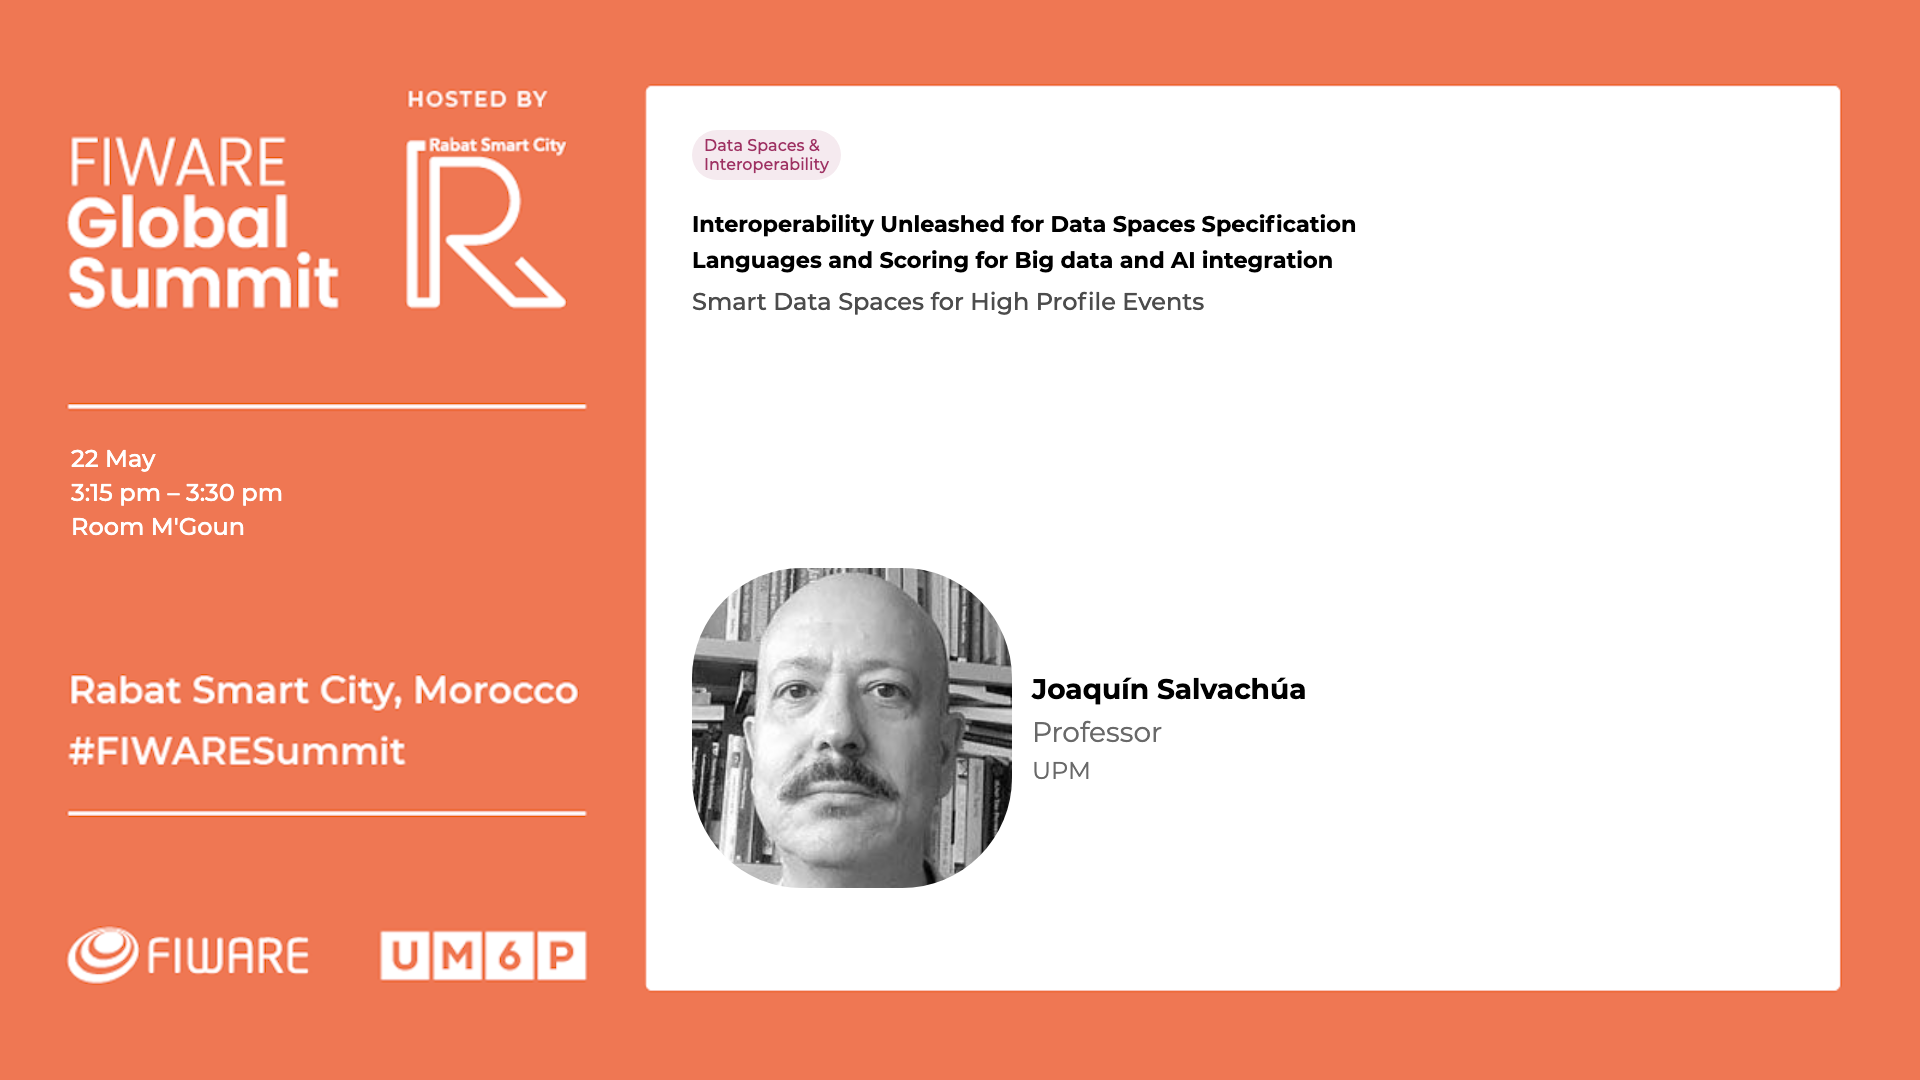 HOSTED BY
FIWARE
Global
Summit
Rabat Smart City
R
22 May
3:15 pm – 3:30 pm
Room M'Goun
Rabat Smart City, Morocco
#FIWARESummit
FIWARE
UM6P
Data Spaces &
Interoperability
Interoperability Unleashed for Data Spaces Specification
Languages and Scoring for Big data and AI integration
Smart Data Spaces for High Profile Events
Joaquín Salvachúa
Professor
UPM